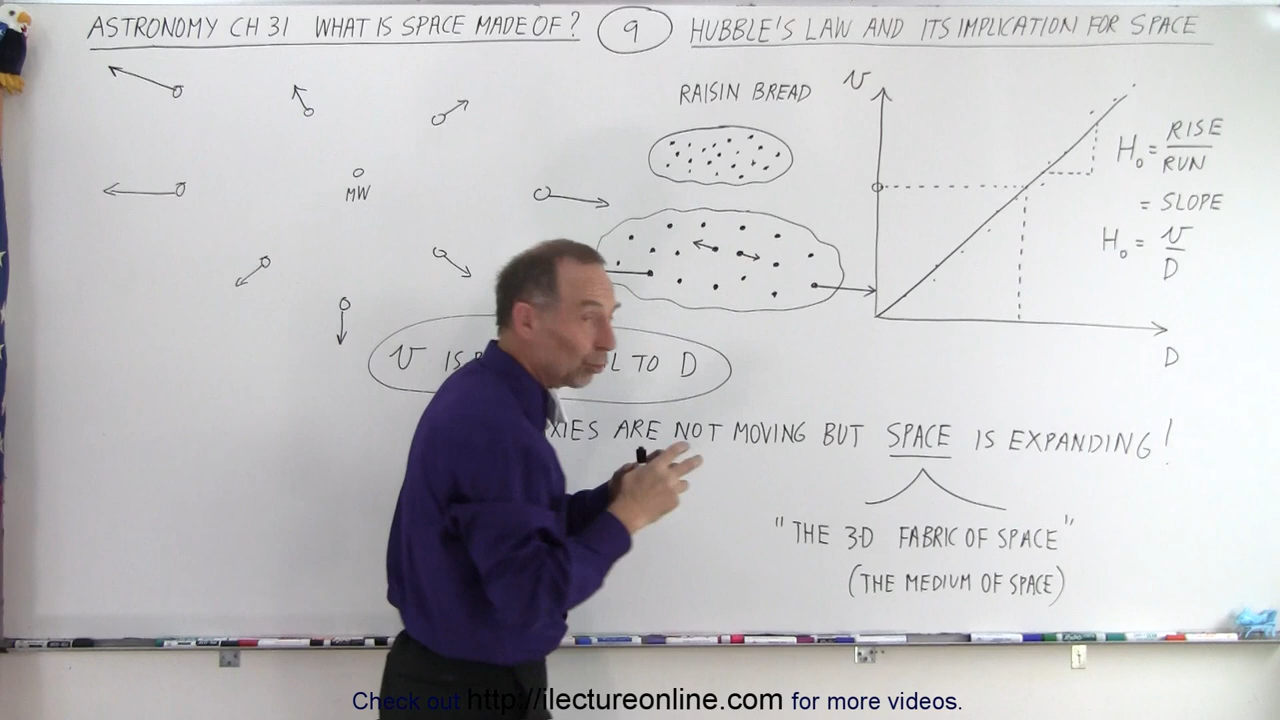 ASTRONOMY CH 31 WHAT IS SPACE MADE OF? 9 HUBBLE'S LAW AND ITS IMPLICATION FOR SPACE
MW
RAISIN BREAD
v
D
H₀ = RISE
RUN
= SLOPE
H₀ = v
D
v IS TO D
ARE NOT MOVING BUT SPACE IS EXPANDING!
"THE 3-D FABRIC OF SPACE"
(THE MEDIUM OF SPACE)
Check out http://ilectureonline.com for more videos.